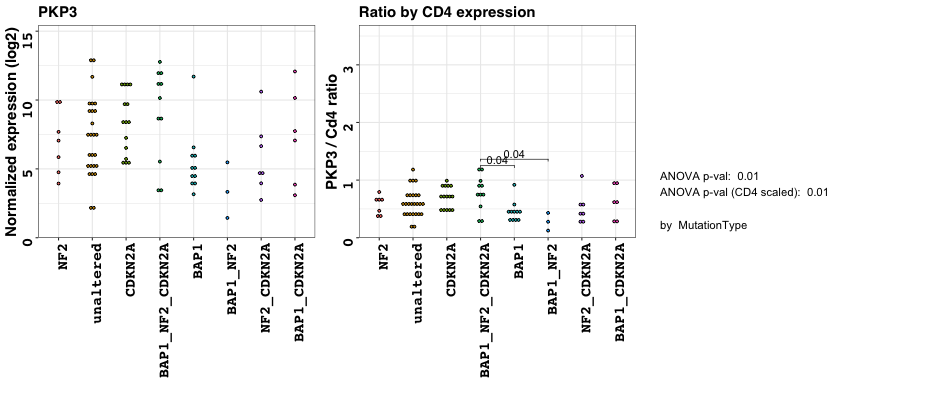 PKP3
Normalized expression (log2)
15
10
5
0
NF2
unaltered
CDKN2A
BAP1_NF2_CDKN2A
BAP1
BAP1_NF2
NF2_CDKN2A
BAP1_CDKN2A
Ratio by CD4 expression
PKP3 / Cd4 ratio
3
2
1
0
0.04
0.04
NF2
unaltered
CDKN2A
BAP1_NF2_CDKN2A
BAP1
BAP1_NF2
NF2_CDKN2A
BAP1_CDKN2A
ANOVA p-val: 0.01
ANOVA p-val (CD4 scaled): 0.01
by MutationType